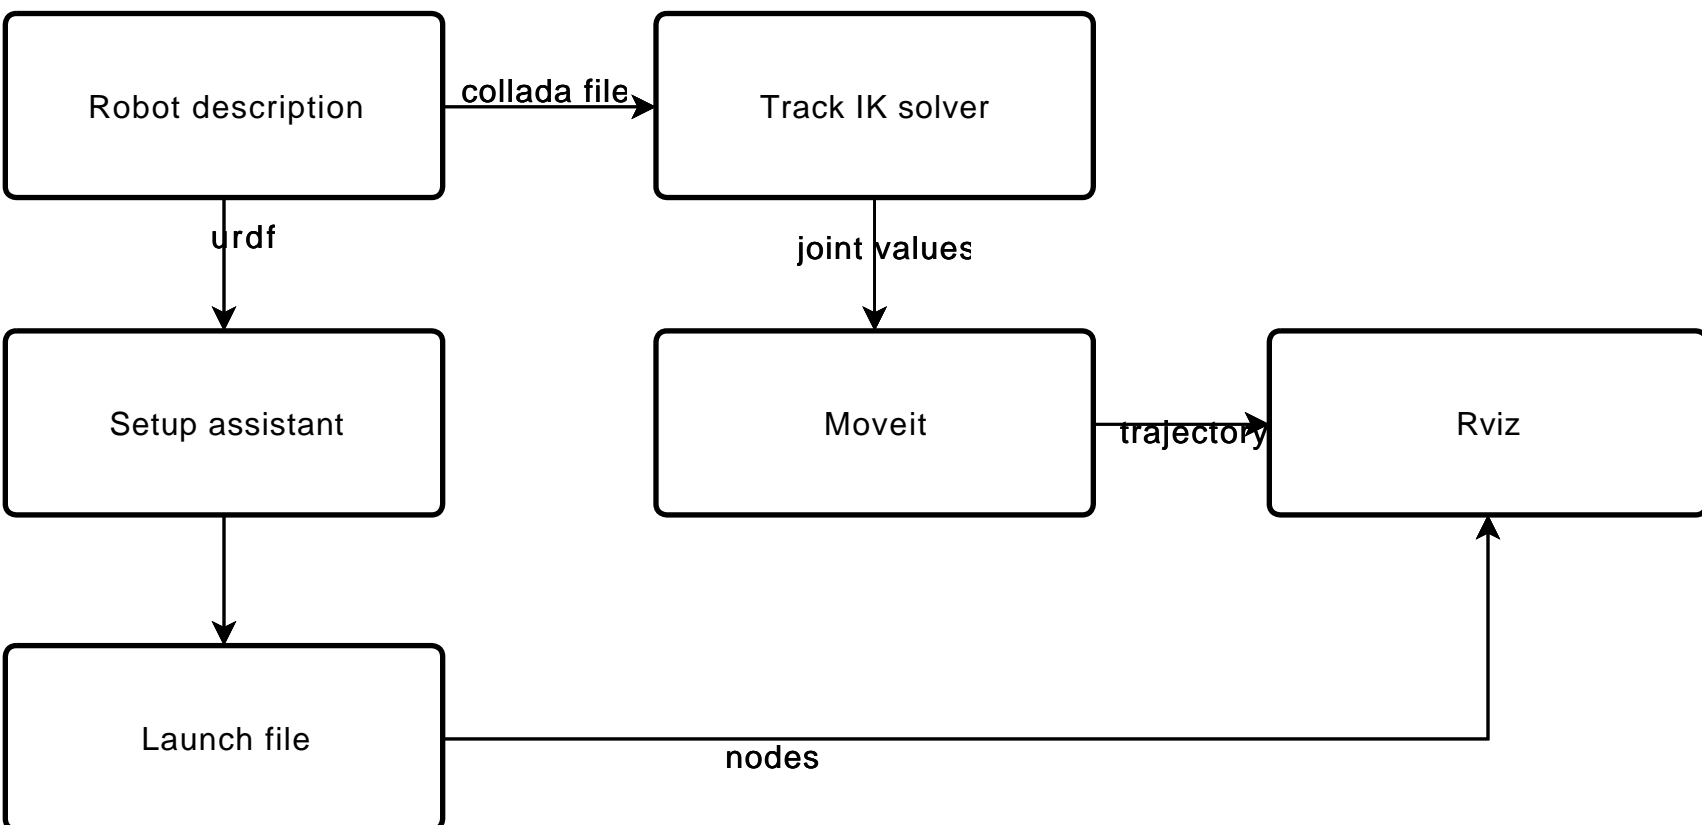 Robot description
collada file
Track IK solver
urdf
joint values
Setup assistant
Moveit
trajectory
Rviz
Launch file
nodes